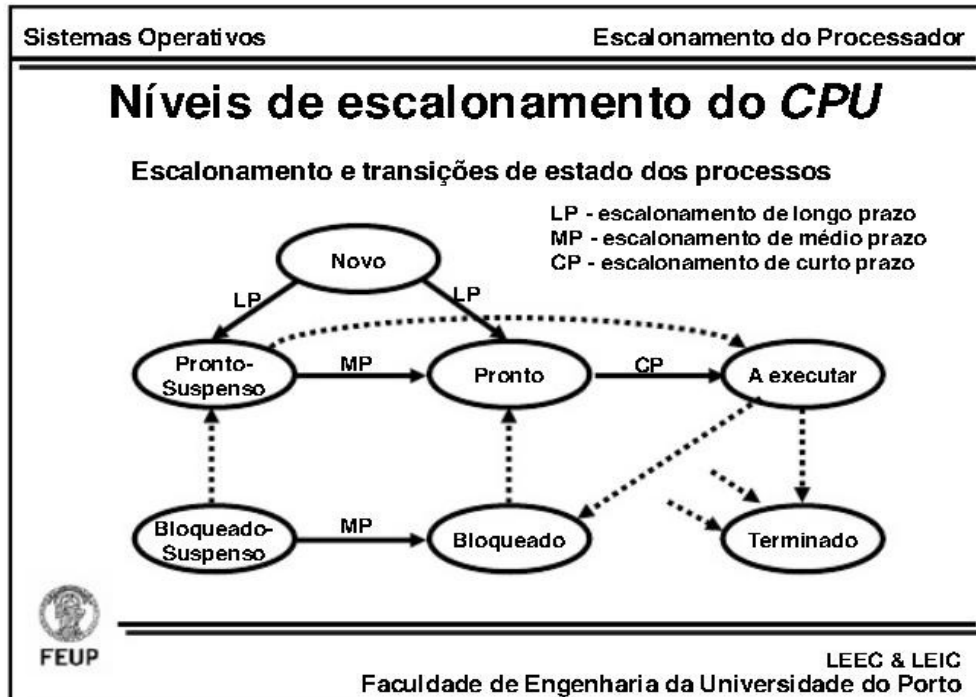 Sistemas Operativos
Escalonamento do Processador
Níveis de escalonamento do CPU
Escalonamento e transições de estado dos processos
LP - escalonamento de longo prazo
MP - escalonamento de médio prazo
CP - escalonamento de curto prazo
Novo
LP
LP
Pronto-
Suspenso
MP
Pronto
CP
A executar
Bloqueado-
Suspenso
MP
Bloqueado
Terminado
FEUP
LEEC & LEIC
Faculdade de Engenharia da Universidade do Porto